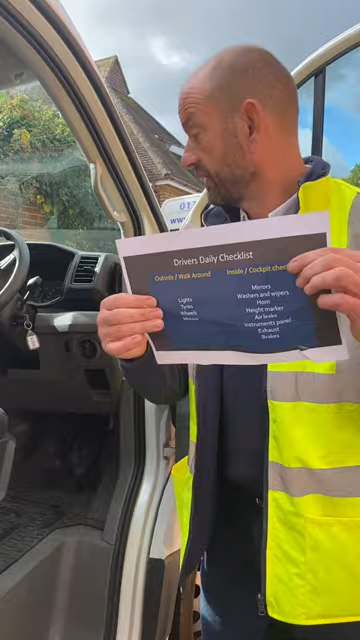 Drivers Daily Checklist
Outside / Walk Around
Lights
Tyres
Wheels
Inside / Cockpit
Mirrors
Washers and wipers
Horn
Height marker
Air leaks
Instruments panel
Exhaust
Brakes